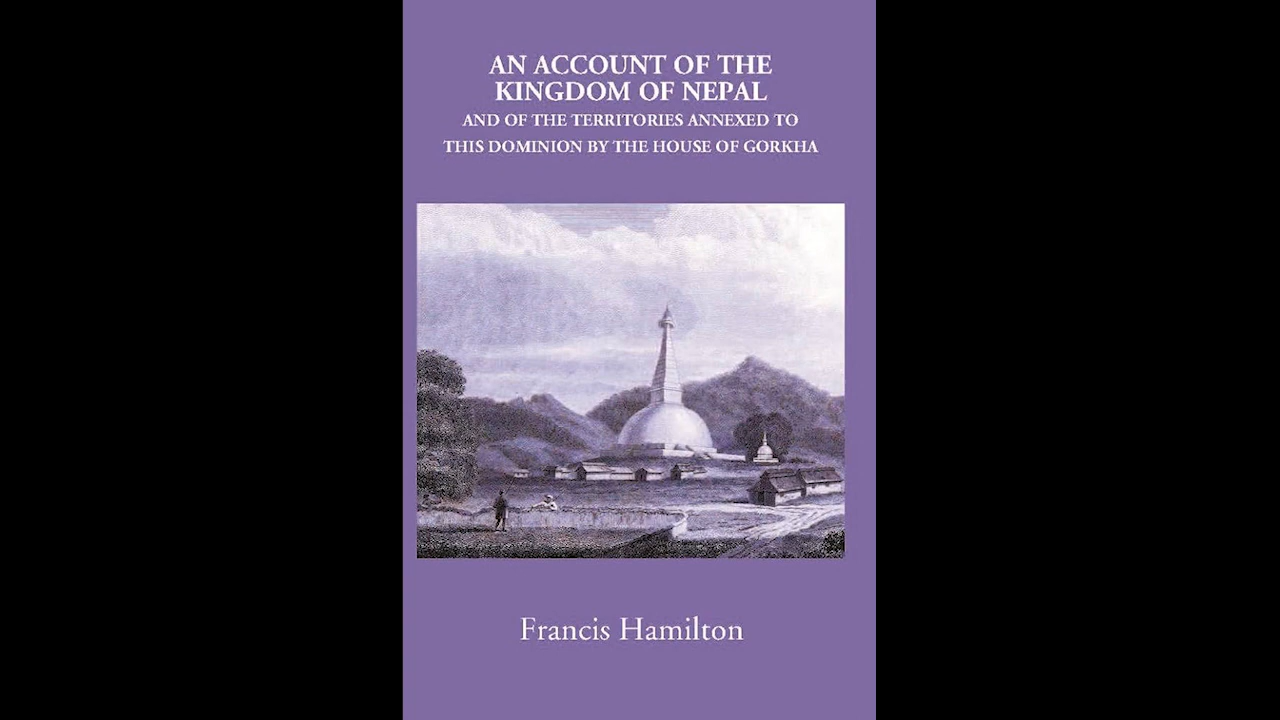 AN ACCOUNT OF THE
KINGDOM OF NEPAL
AND OF THE TERRITORIES ANNEXED TO
THIS DOMINION BY THE HOUSE OF GORKHA
Francis Hamilton